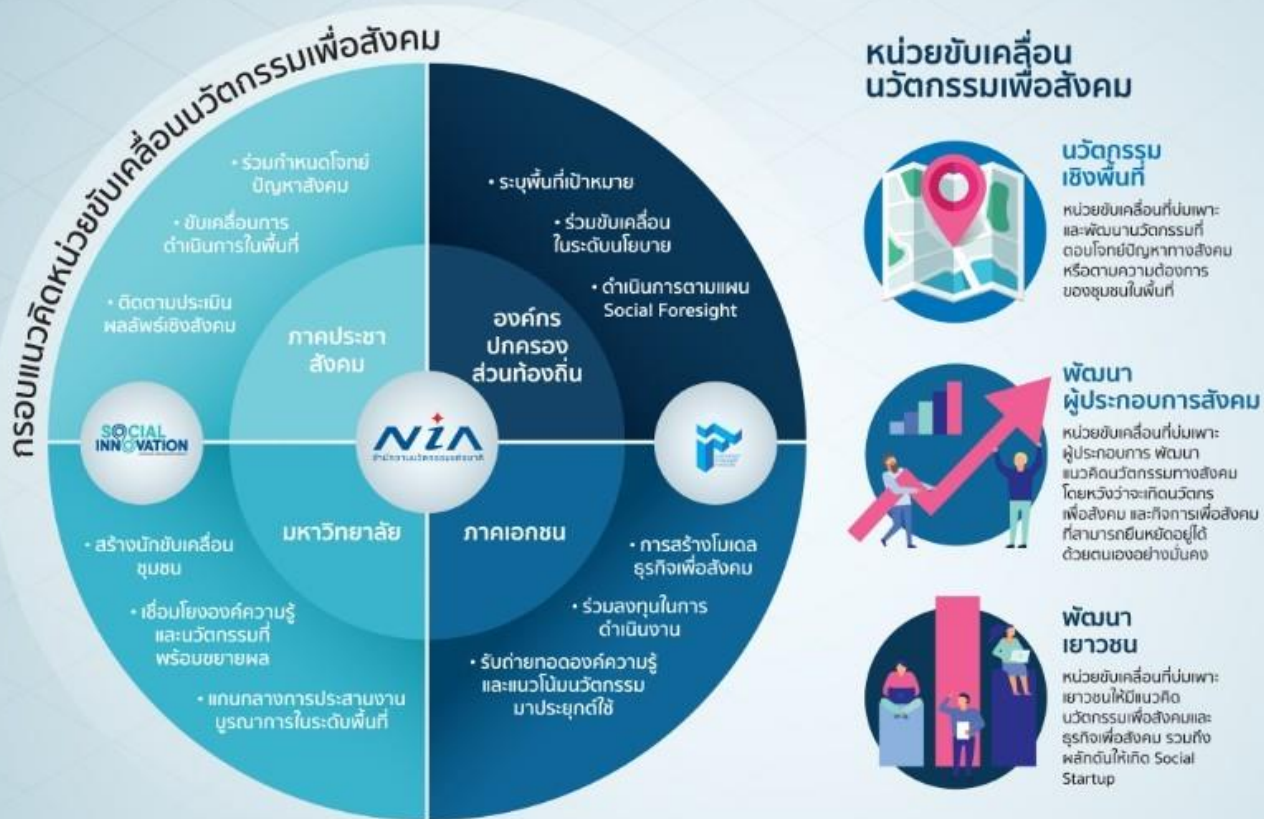 กรอบแนวคิดหน่วยขับเคลื่อนนวัตกรรมเพื่อสังคม
• ร่วมกำหนดโจทย์
ปัญหาสังคม
• ขับเคลื่อนการ
ดำเนินการในพื้นที่
• ติดตามประเมิน
ผลลัพธ์เชิงสังคม
ภาคประชา
สังคม
• ระบุพื้นที่เป้าหมาย
• ร่วมขับเคลื่อน
ในระดับนโยบาย
• ดำเนินการตามแผน
Social Foresight
องค์กร
ปกครอง
ส่วนท้องถิ่น
SOCIAL
INNOVATION
NIA
สำนักงานนวัตกรรมแห่งชาติ
มหาวิทยาลัย
• สร้างนักขับเคลื่อน
ชุมชน
• เชื่อมโยงองค์ความรู้
และนวัตกรรมที่
พร้อมขยายผล
• แกนกลางการประสานงาน
บูรณาการในระดับพื้นที่
ภาคเอกชน
• การสร้างโมเดล
ธุรกิจเพื่อสังคม
• ร่วมลงทุนในการ
ดำเนินงาน
• รับถ่ายทอดองค์ความรู้
และแนวโน้มนวัตกรรม
มาประยุกต์ใช้
หน่วยขับเคลื่อน
นวัตกรรมเพื่อสังคม
นวัตกรรม
เชิงพื้นที่
หน่วยขับเคลื่อนที่บ่มเพาะ
และพัฒนานวัตกรรมที่
ตอบโจทย์ปัญหาทางสังคม
หรือตามความต้องการ
ของชุมชนในพื้นที่
พัฒนา
ผู้ประกอบการสังคม
หน่วยขับเคลื่อนที่บ่มเพาะ
ผู้ประกอบการ พัฒนา
แนวคิดนวัตกรรมทางสังคม
โดยหวังว่าจะเกิดนวัตกร
เพื่อสังคม และกิจการเพื่อสังคม
ที่สามารถยืนหยัดอยู่ได้
ด้วยตนเองอย่างมั่นคง
พัฒนา
เยาวชน
หน่วยขับเคลื่อนที่บ่มเพาะ
เยาวชนให้มีแนวคิด
นวัตกรรมเพื่อสังคมและ
ธุรกิจเพื่อสังคม รวมถึง
ผลักดันให้เกิด Social
Startup